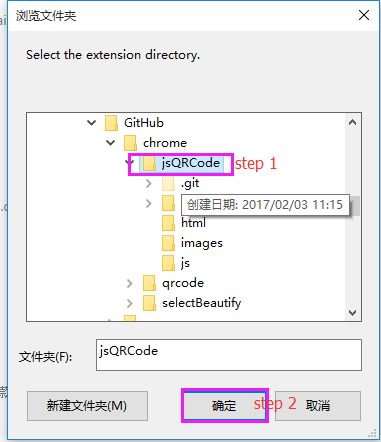 浏览文件夹
Select the extension directory.
GitHub
chrome
jsQRCode step 1
.git
创建日期: 2017/02/03 11:15
html
images
js
qrcode
selectBeautify
文件夹(F): jsQRCode
新建文件夹(M) 确定 step 2 取消